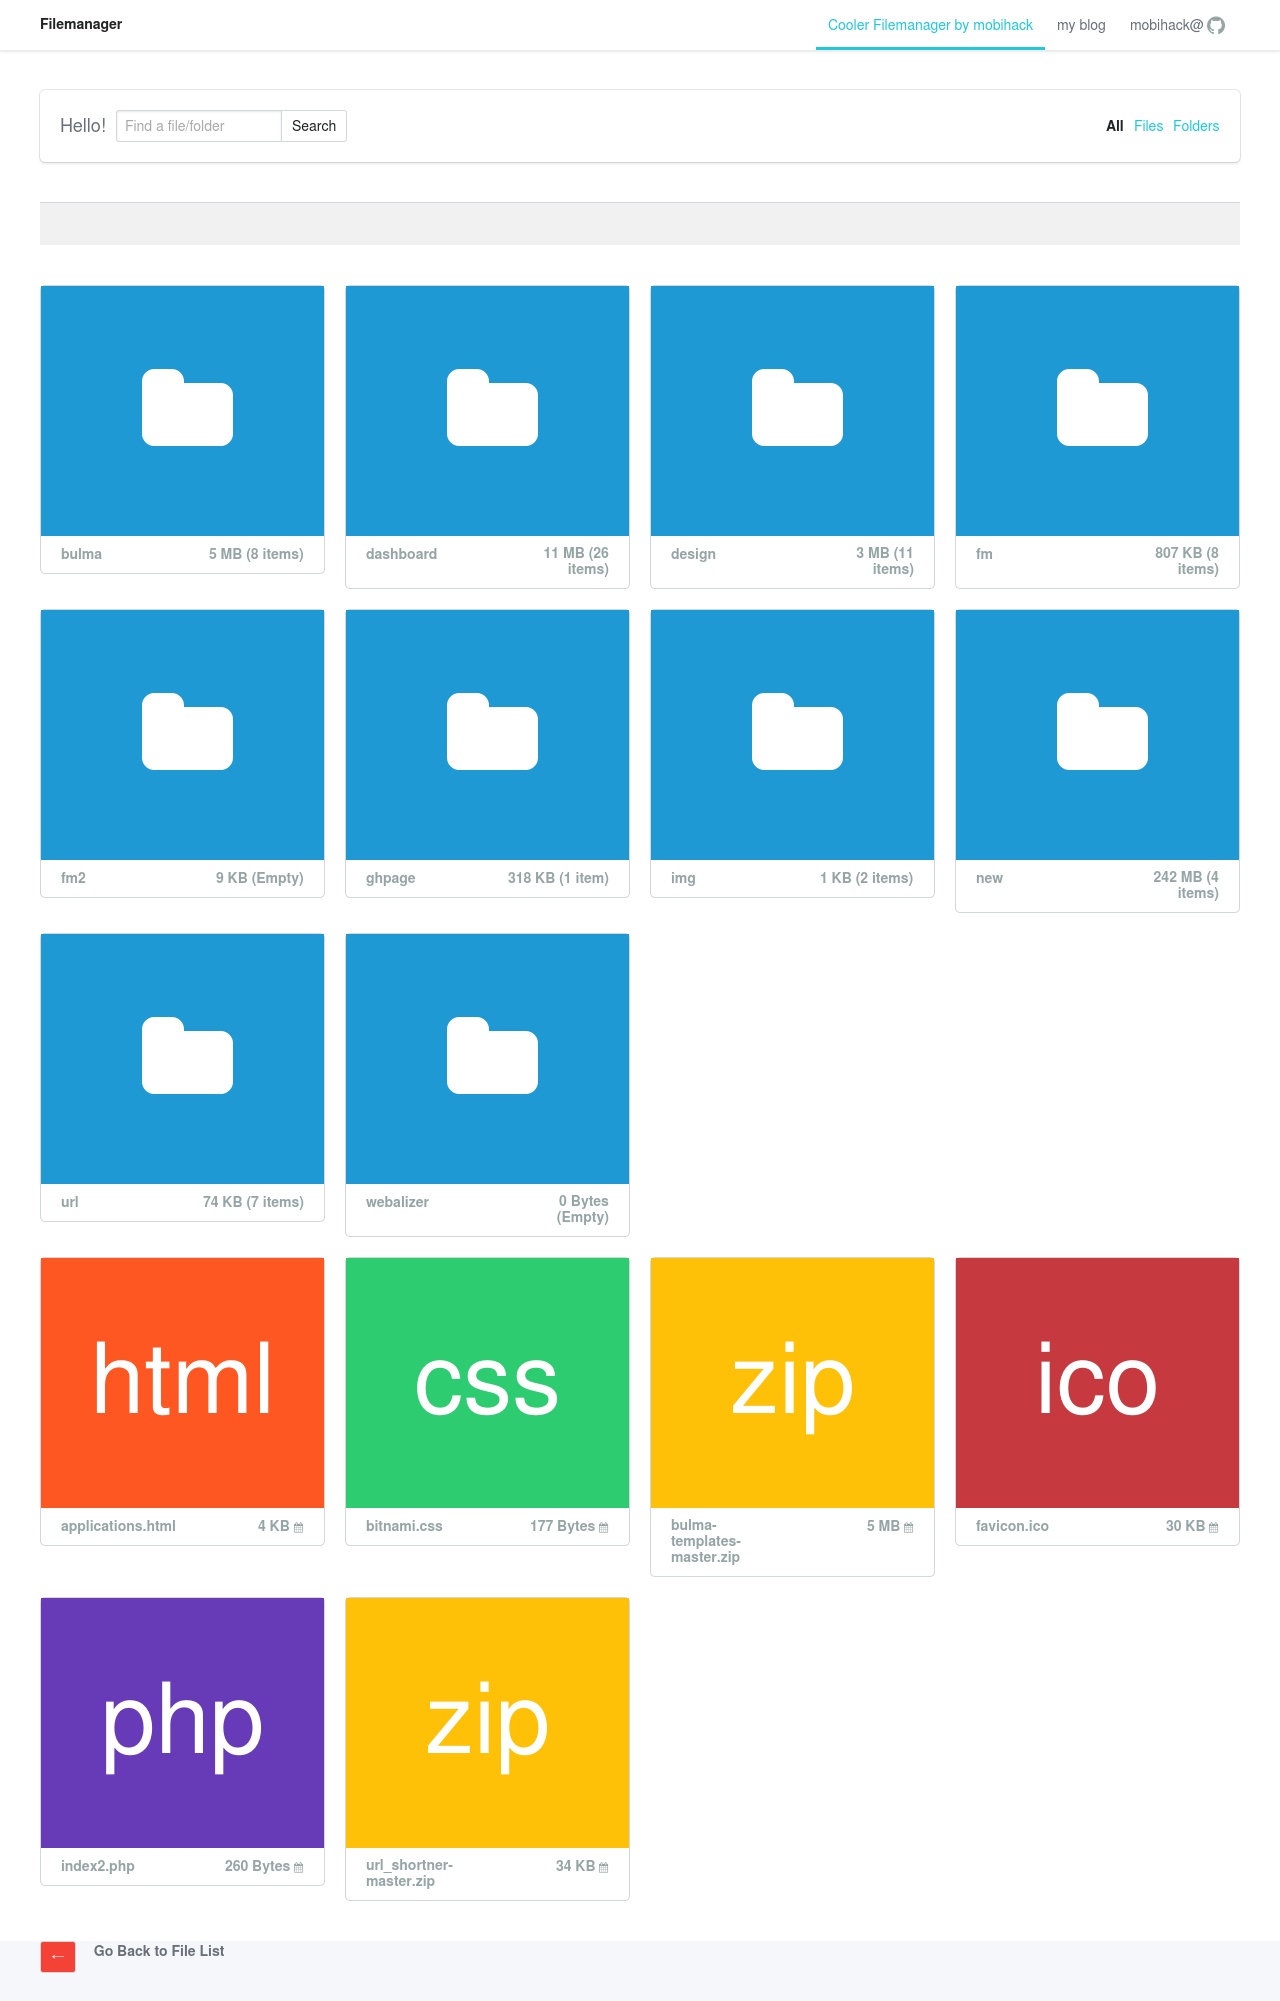 Filemanager
Cooler Filemanager by mobihack
my blog
mobihack@
Hello!
Find a file/folder
Search
All Files Folders
bulma
5 MB (8 items)
dashboard
11 MB (26
items)
design
3 MB (11
items)
fm
807 KB (8
items)
fm2
9 KB (Empty)
ghpage
318 KB (1 item)
img
1 KB (2 items)
new
242 MB (4
items)
url
74 KB (7 items)
webalizer
0 Bytes
(Empty)
html
applications.html
4 KB
css
bitnami.css
177 Bytes
zip
bulma-
templates-
master.zip
5 MB
ico
favicon.ico
30 KB
php
index2.php
260 Bytes
zip
url_shortner-
master.zip
34 KB
← Go Back to File List